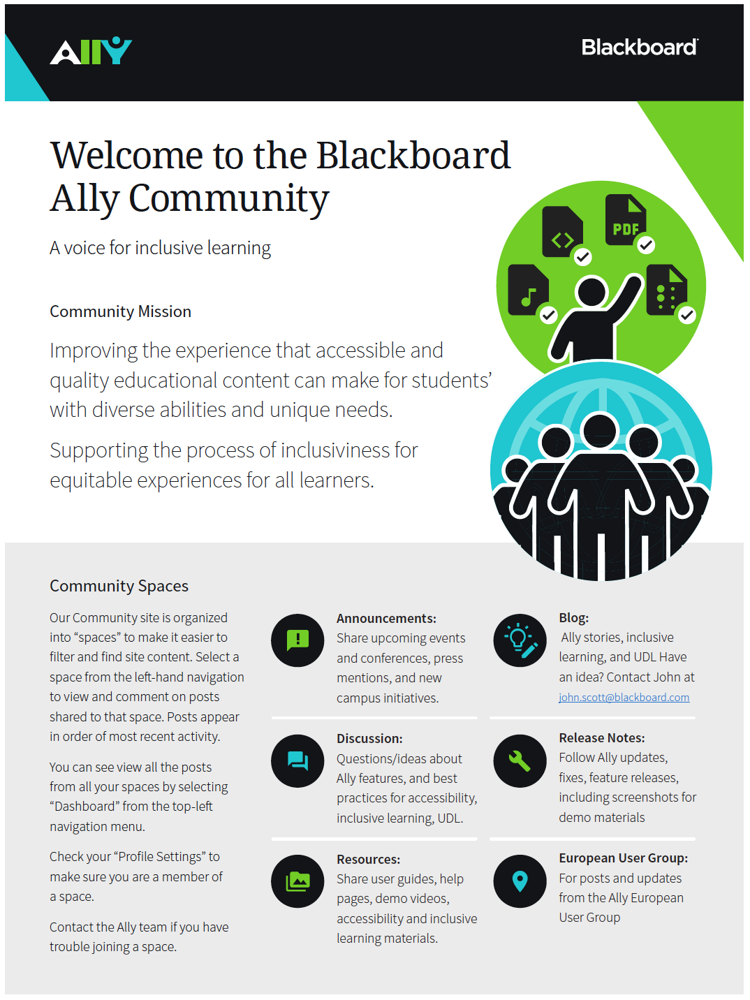 Ally
Blackboard
Welcome to the Blackboard
Ally Community
A voice for inclusive learning
Community Mission
Improving the experience that accessible and
quality educational content can make for students’
with diverse abilities and unique needs.
Supporting the process of inclusiviness for
equitable experiences for all learners.
PDF
Community Spaces
Our Community site is organized
into “spaces” to make it easier to
filter and find site content. Select a
space from the left-hand navigation
to view and comment on posts
shared to that space. Posts appear
in order of most recent activity.
You can see view all the posts
from all your spaces by selecting
“Dashboard” from the top-left
navigation menu.
Check your “Profile Settings” to
make sure you are a member of
a space.
Contact the Ally team if you have
trouble joining a space.
Announcements:
Share upcoming events
and conferences, press
mentions, and new
campus initiatives.
Discussion:
Questions/ideas about
Ally features, and best
practices for accessibility,
inclusive learning, UDL.
Resources:
Share user guides, help
pages, demo videos,
accessibility and inclusive
learning materials.
Blog:
Ally stories, inclusive
learning, and UDL Have
an idea? Contact John at
john.scott@blackboard.com
Release Notes:
Follow Ally updates,
fixes, feature releases,
including screenshots for
demo materials
European User Group:
For posts and updates
from the Ally European
User Group